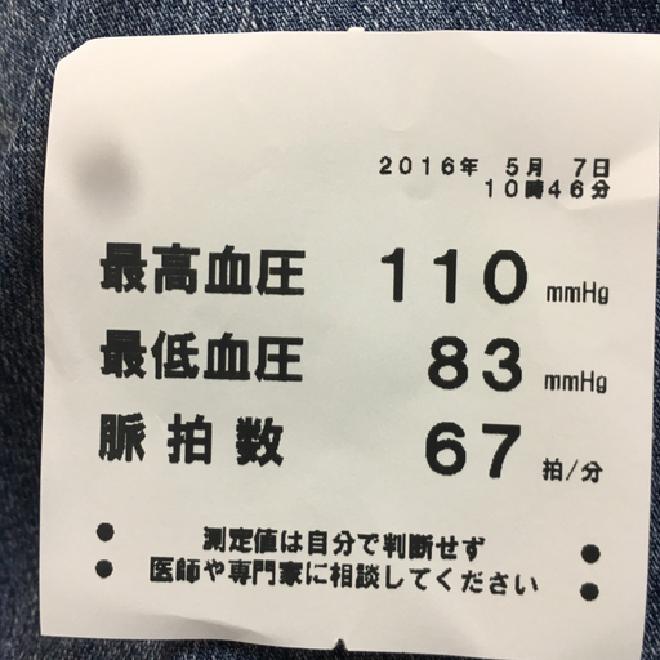 2016年 5月 7日
10時46分
最高血圧 110 mmHg
最低血圧 83 mmHg
脈拍数 67 拍/分
測定値は自分で判断せず
医師や専門家に相談してください